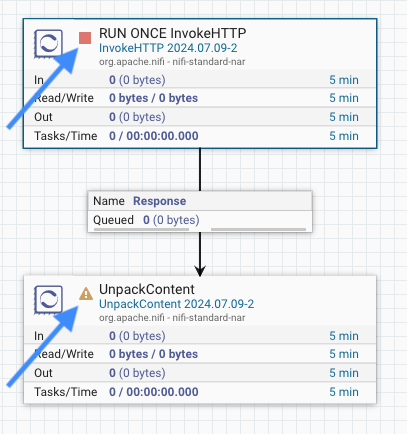 RUN ONCE InvokeHTTP
InvokeHTTP 2024.07.09-2
org.apache.nifi - nifi-standard-nar
In 0 (0 bytes) 5 min
Read/Write 0 bytes / 0 bytes 5 min
Out 0 (0 bytes) 5 min
Tasks/Time 0 / 00:00:00.000 5 min
Name Response
Queued 0 (0 bytes)
UnpackContent
UnpackContent 2024.07.09-2
org.apache.nifi - nifi-standard-nar
In 0 (0 bytes) 5 min
Read/Write 0 bytes / 0 bytes 5 min
Out 0 (0 bytes) 5 min
Tasks/Time 0 / 00:00:00.000 5 min